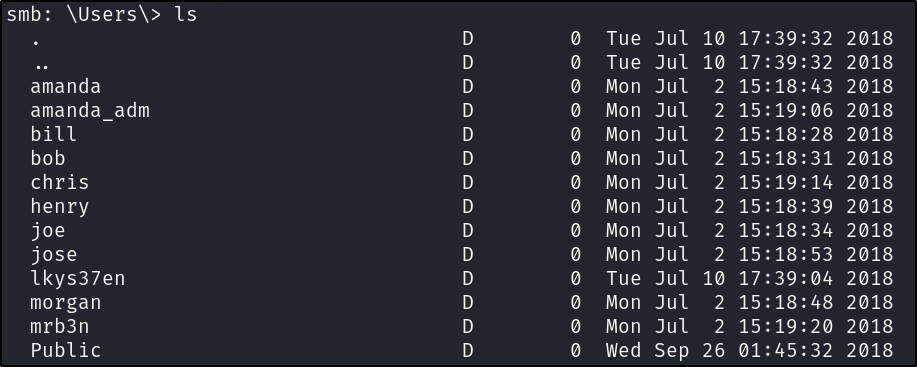 smb: \Users\> ls
  .                                   D        0  Tue Jul 10 17:39:32 2018
  ..                                  D        0  Tue Jul 10 17:39:32 2018
  amanda                              D        0  Mon Jul  2 15:18:43 2018
  amanda_adm                          D        0  Mon Jul  2 15:19:06 2018
  bill                                D        0  Mon Jul  2 15:18:28 2018
  bob                                 D        0  Mon Jul  2 15:18:31 2018
  chris                               D        0  Mon Jul  2 15:19:14 2018
  henry                               D        0  Mon Jul  2 15:18:39 2018
  joe                                 D        0  Mon Jul  2 15:18:34 2018
  jose                                D        0  Mon Jul  2 15:18:53 2018
  lkys37en                            D        0  Tue Jul 10 17:39:04 2018
  morgan                              D        0  Mon Jul  2 15:18:48 2018
  mrb3n                               D        0  Mon Jul  2 15:19:20 2018
  Public                              D        0  Wed Sep 26 01:45:32 2018